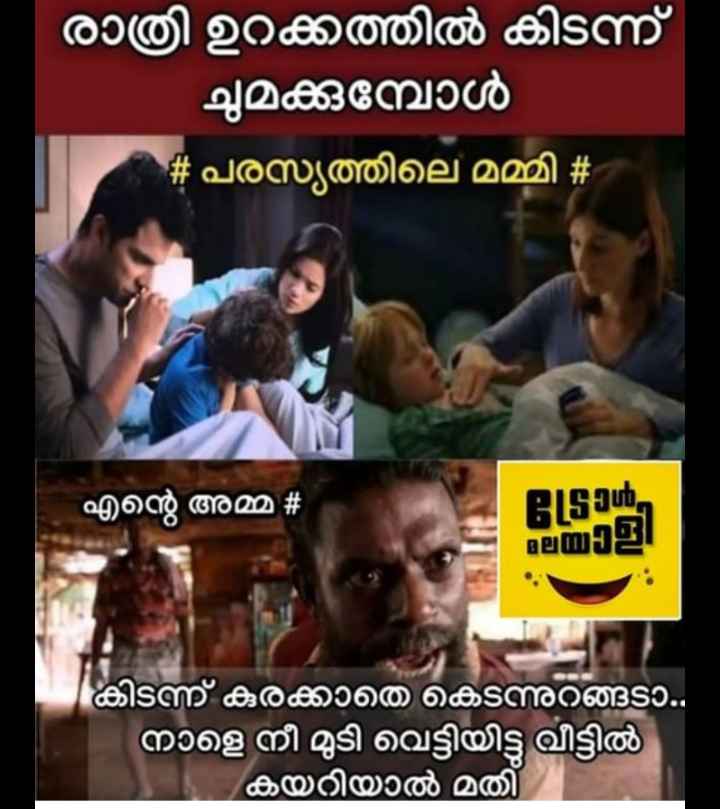 രാത്രി ഉറക്കത്തിൽ കിടന്ന്
ചുമക്കുമ്പോൾ
# പരസ്യത്തിലെ മമ്മി #
എന്റെ അമ്മ #
ട്രോൾ
മലയാളി
കിടന്ന് കുരക്കാതെ കെടന്നുറങ്ങടാ..
നാളെ നീ മുടി വെട്ടിയിട്ടു വീട്ടിൽ
കയറിയാൽ മതി